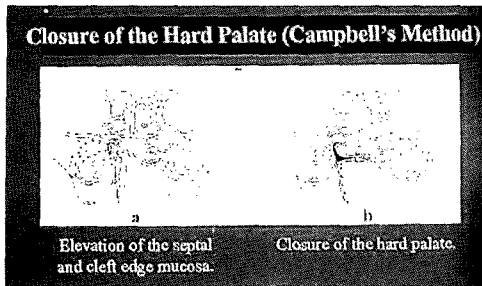 Closure of the Hard Palate (Campbell's Method)
a
b
Elevation of the septal
and cleft edge mucosa.
Closure of the hard palate.